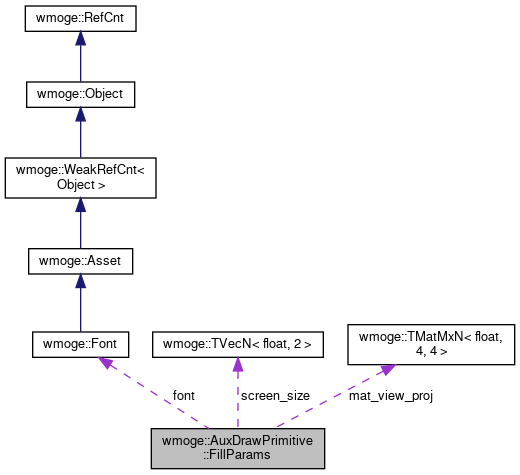 wmoge::RefCnt
wmoge::Object
wmoge::WeakRefCnt<
Object >
wmoge::Asset
wmoge::Font
wmoge::TVecN< float, 2 >
wmoge::TMatMxN< float,
4, 4 >
font
screen_size
mat_view_proj
wmoge::AuxDrawPrimitive
::FillParams